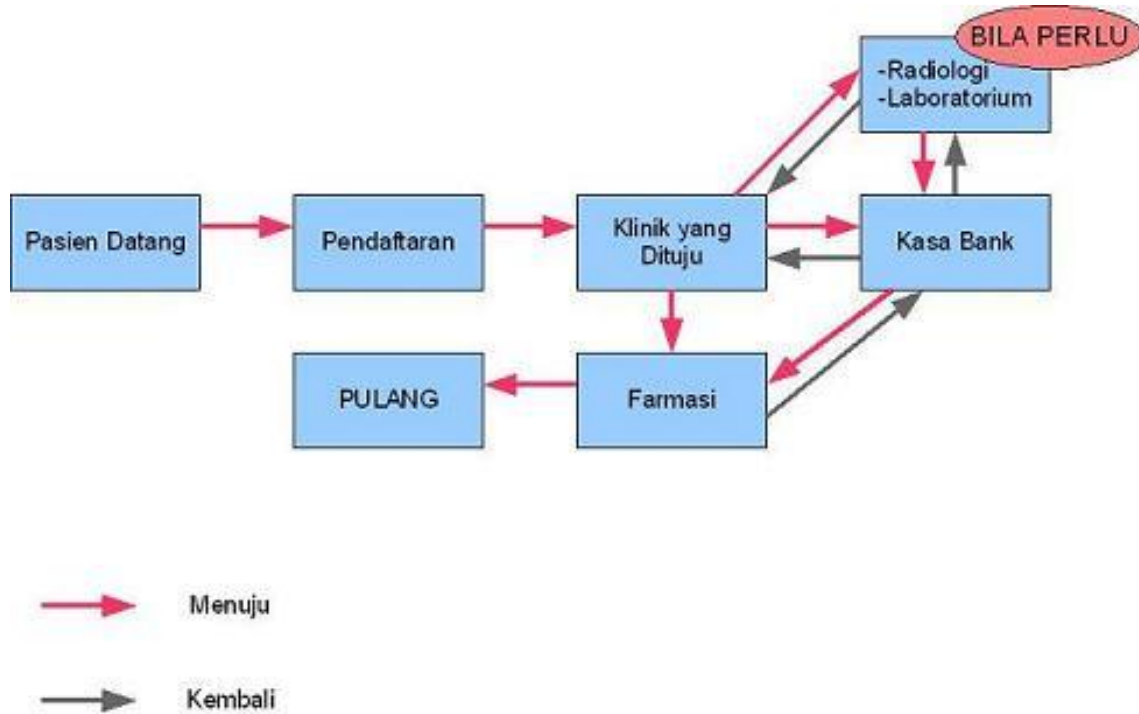 BILA PERLU
-Radiologi
-Laboratorium
Pasien Datang
Pendaftaran
Klinik yang
Dituju
Kasa Bank
PULANG
Farmasi
Menuju
Kembali